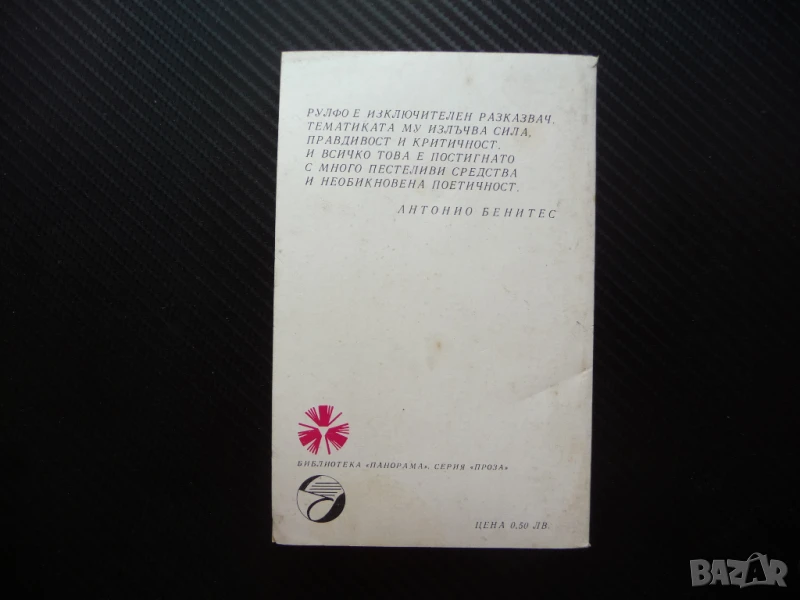 РУЛФО Е ИЗКЛЮЧИТЕЛЕН РАЗКАЗВАЧ.
ТЕМАТИКАТА МУ ИЗЛЪЧВА СИЛА,
ПРАВДИВОСТ И КРИТИЧНОСТ.
И ВСИЧКО ТОВА Е ПОСТИГНАТО
С МНОГО ПЕСТЕЛИВИ СРЕДСТВА
И НЕОБИКНОВЕНА ПОЕТИЧНОСТ.
АНТОНИО БЕНИТЕС
БИБЛИОТЕКА «ПАНОРАМА», СЕРИЯ «ПРОЗА»
ЦЕНА 0,50 ЛВ.
BAZAR